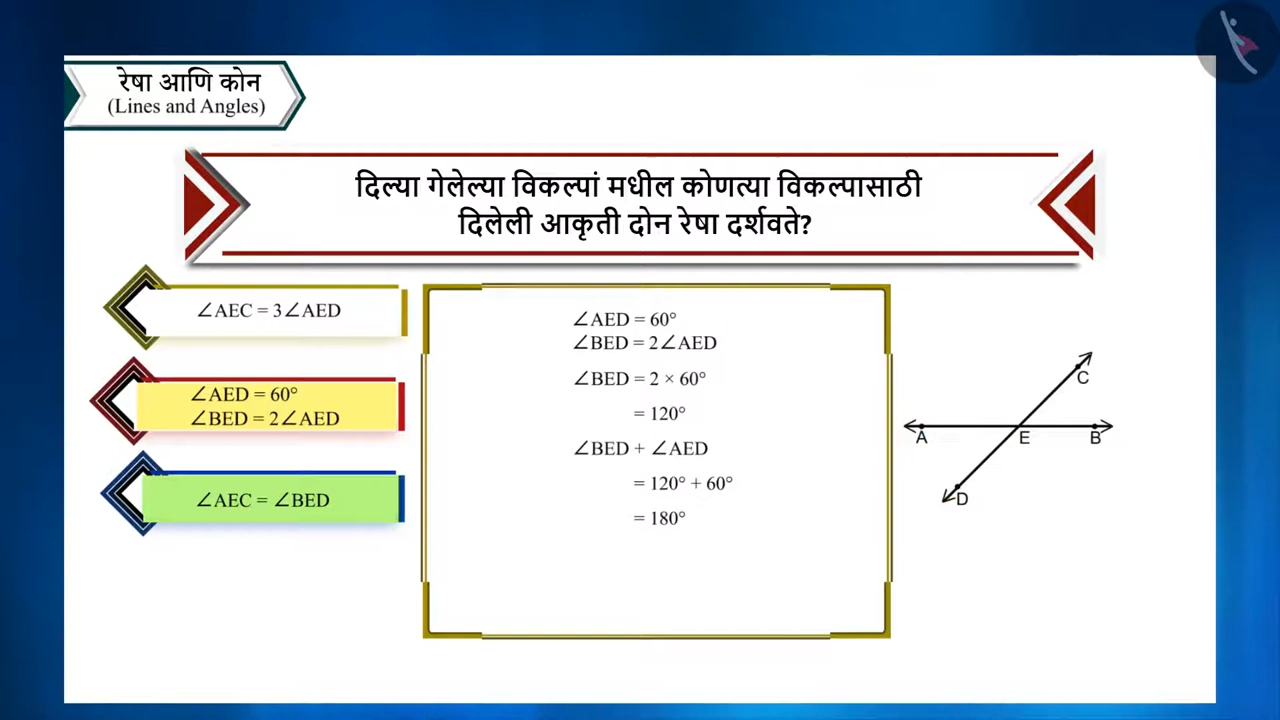 रेषा आणि कोन
(Lines and Angles)
दिल्या गेलेल्या विकल्पां मधील कोणत्या विकल्पासाठी
दिलेली आकृती दोन रेषा दर्शवते?
∠AEC = 3∠AED
∠AED = 60°
∠BED = 2∠AED
∠AEC = ∠BED
∠AED = 60°
∠BED = 2∠AED
∠BED = 2 × 60°
= 120°
∠BED + ∠AED
= 120° + 60°
= 180°
C
A
E
B
D